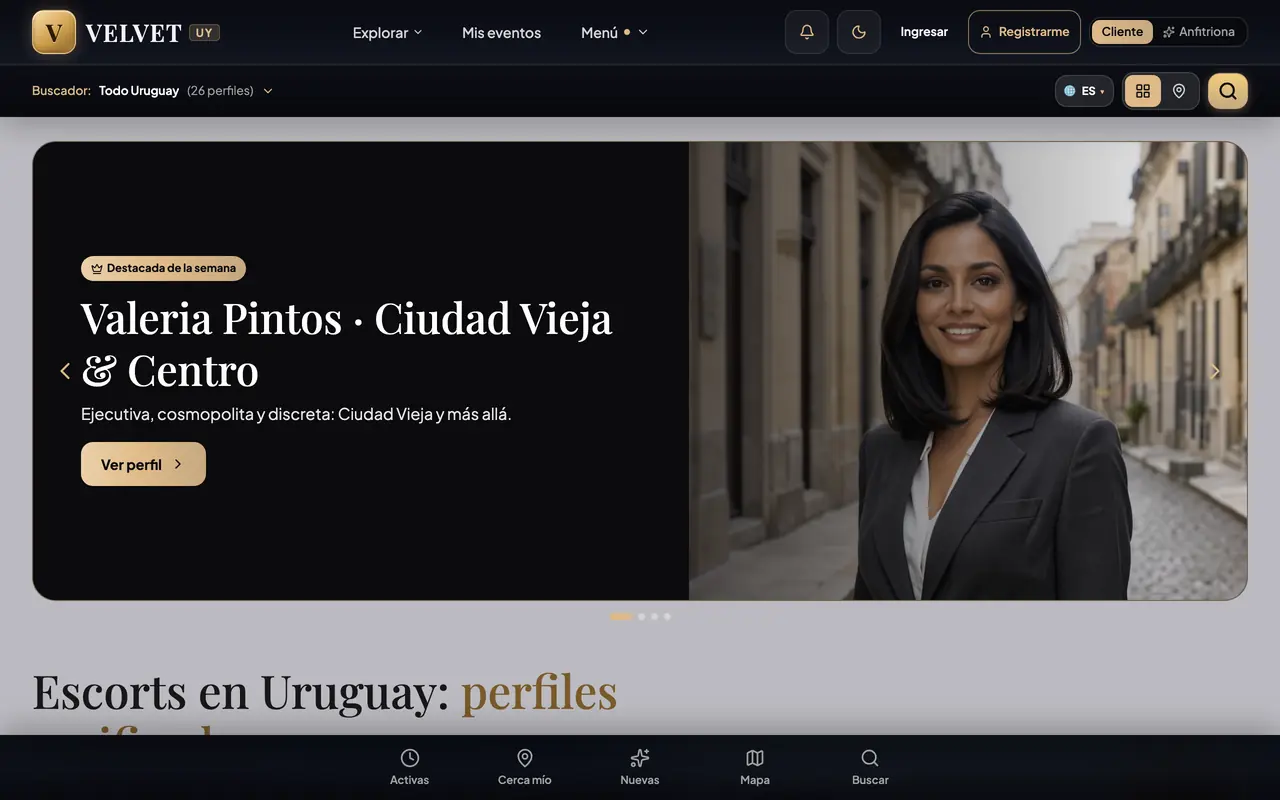 V VELVET UY
Explorar
Mis eventos
Menú
Ingresar
Registrarme
Cliente
Anfitriona
Buscador: Todo Uruguay (26 perfiles)
ES
Destacada de la semana
Valeria Pintos · Ciudad Vieja
& Centro
Ejecutiva, cosmopolita y discreta: Ciudad Vieja y más allá.
Ver perfil
Escorts en Uruguay: perfiles
Activas
Cerca mío
Nuevas
Mapa
Buscar